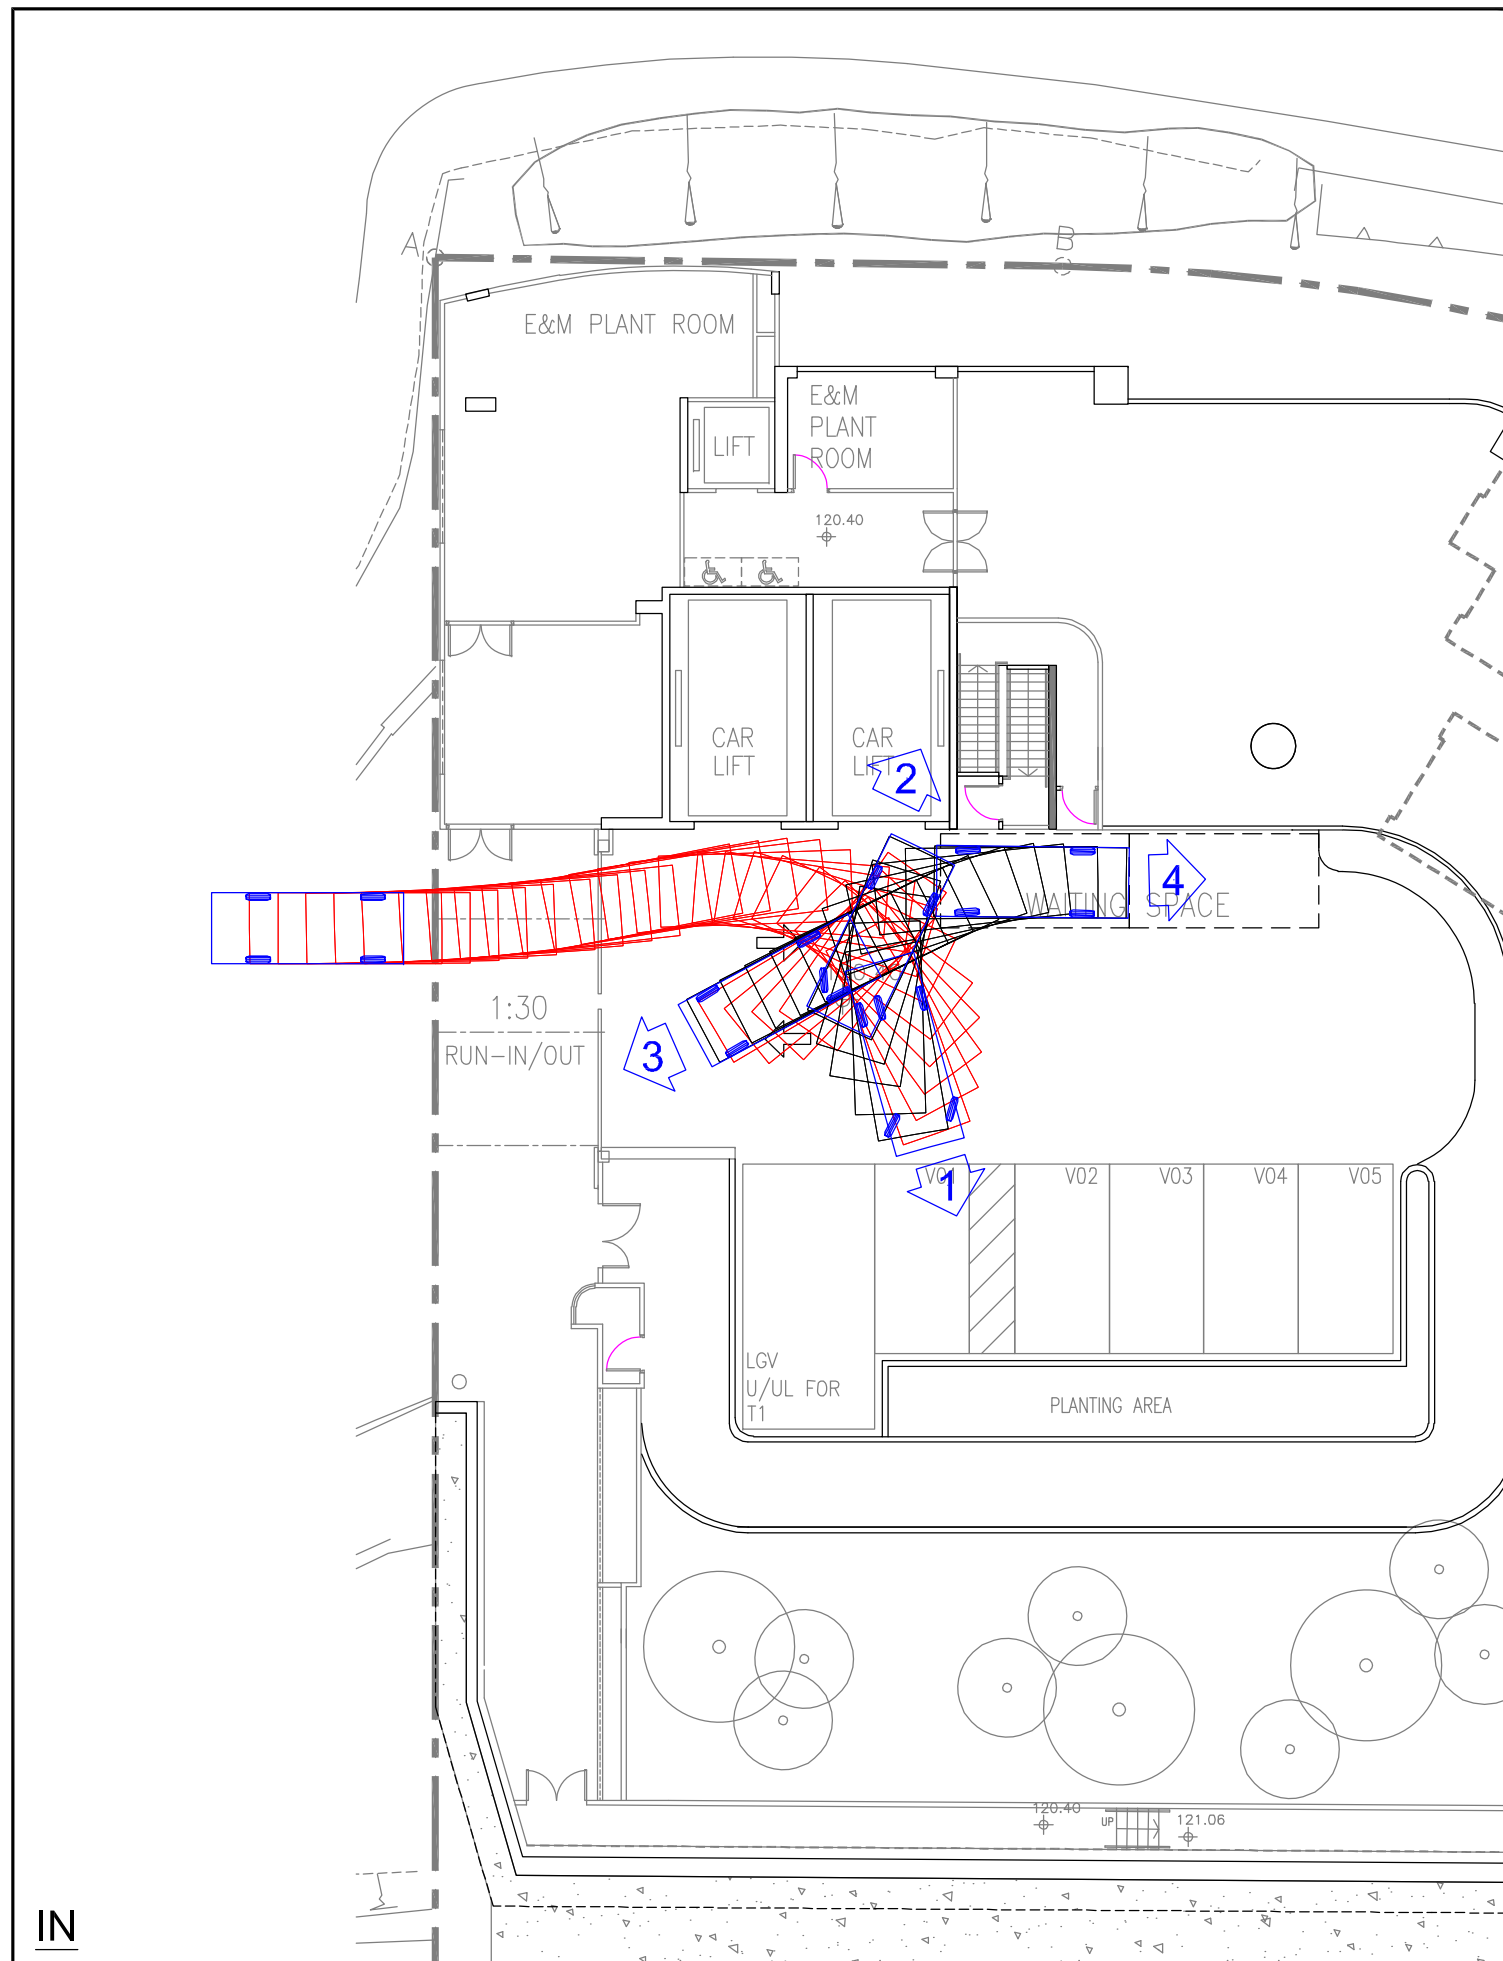 A
B
E&M PLANT ROOM
E&M
PLANT
ROOM
LIFT
120.40
CAR
LIFT
CAR
LIFT
2
4
WAITING SPACE
1:30
RUN-IN/OUT
3
1
V01
V02
V03
V04
V05
LGV
U/UL FOR
T1
PLANTING AREA
120.40
UP
121.06
IN